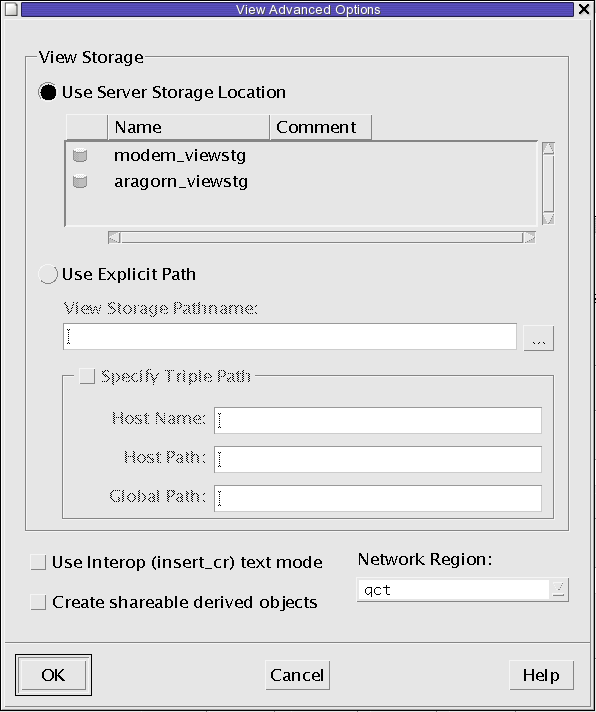 View Advanced Options
View Storage
Use Server Storage Location
Name Comment
modem_viewstg
aragorn_viewstg
Use Explicit Path
View Storage Pathname:
...
Specify Triple Path
Host Name:
Host Path:
Global Path:
Use Interop (insert_cr) text mode
Network Region:
qct
Create shareable derived objects
OK Cancel Help